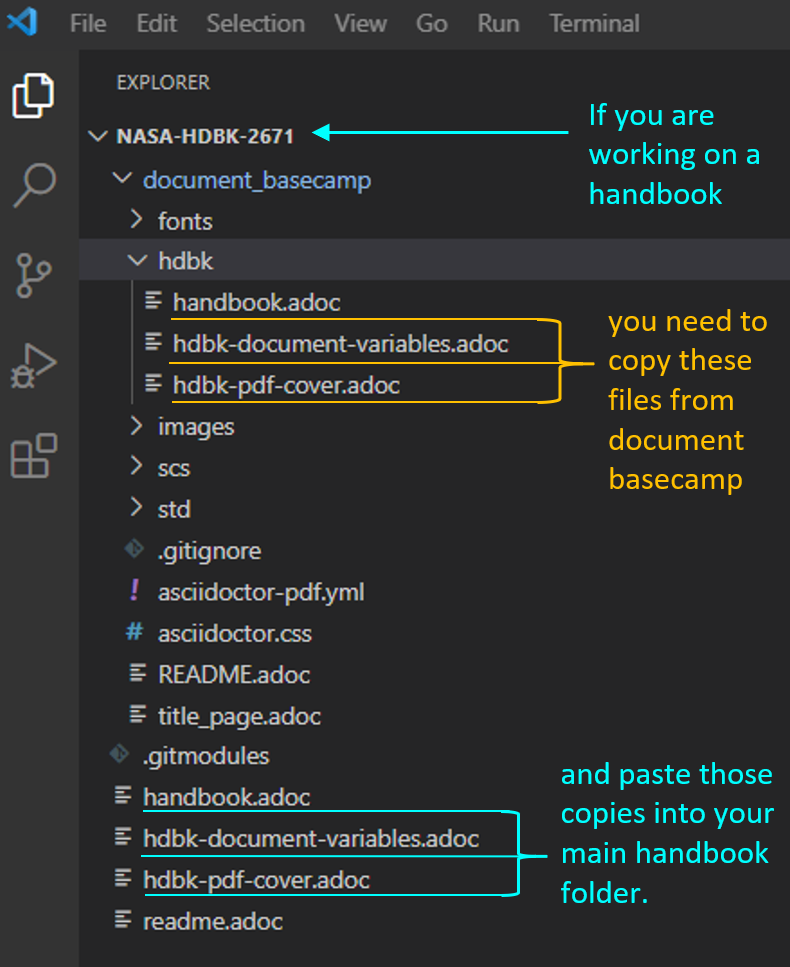 File Edit Selection View Go Run Terminal
EXPLORER
NASA-HDBK-2671
If you are
working on a
handbook
document_basecamp
fonts
hdbk
handbook.adoc
hdbk-document-variables.adoc
hdbk-pdf-cover.adoc
you need to
copy these
files from
document
basecamp
images
scs
std
.gitignore
! asciidoctor-pdf.yml
# asciidoctor.css
README.adoc
title_page.adoc
.gitmodules
handbook.adoc
hdbk-document-variables.adoc
hdbk-pdf-cover.adoc
readme.adoc
and paste those
copies into your
main handbook
folder.